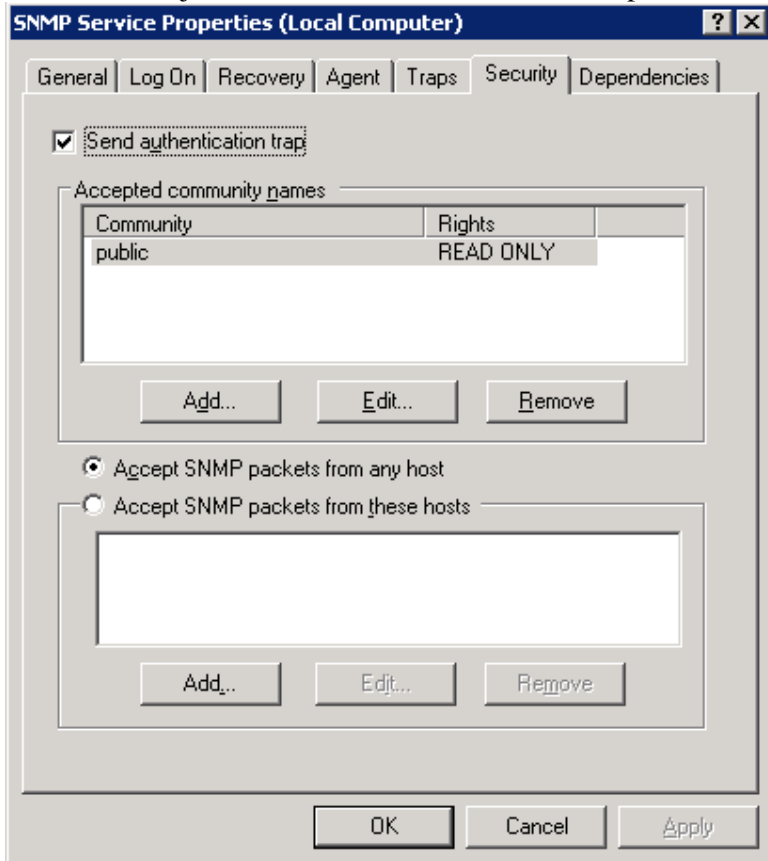 SNMP Service Properties (Local Computer)
General Log On Recovery Agent Traps Security Dependencies
Send authentication trap
Accepted community names
Community Rights
public READ ONLY
Add... Edit... Remove
Accept SNMP packets from any host
Accept SNMP packets from these hosts
Add... Edit... Remove
OK Cancel Apply